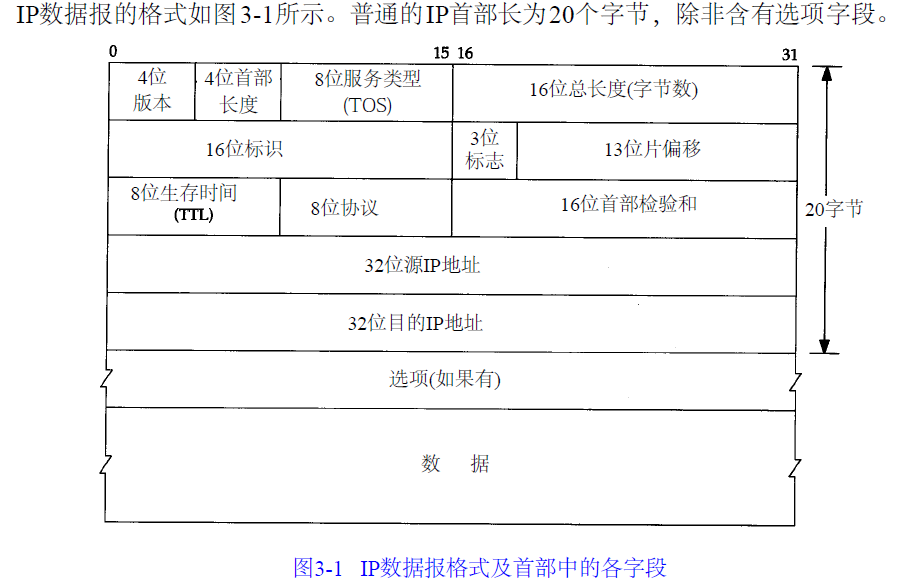 IP数据报的格式如图3-1所示。普通的IP首部长为20个字节，除非含有选项字段。
0 15 16 31
4位版本 4位首部长度 8位服务类型(TOS) 16位总长度(字节数)
16位标识 3位标志 13位片偏移
8位生存时间(TTL) 8位协议 16位首部检验和
20字节
32位源IP地址
32位目的IP地址
选项(如果有)
数 据
图3-1 IP数据报格式及首部中的各字段